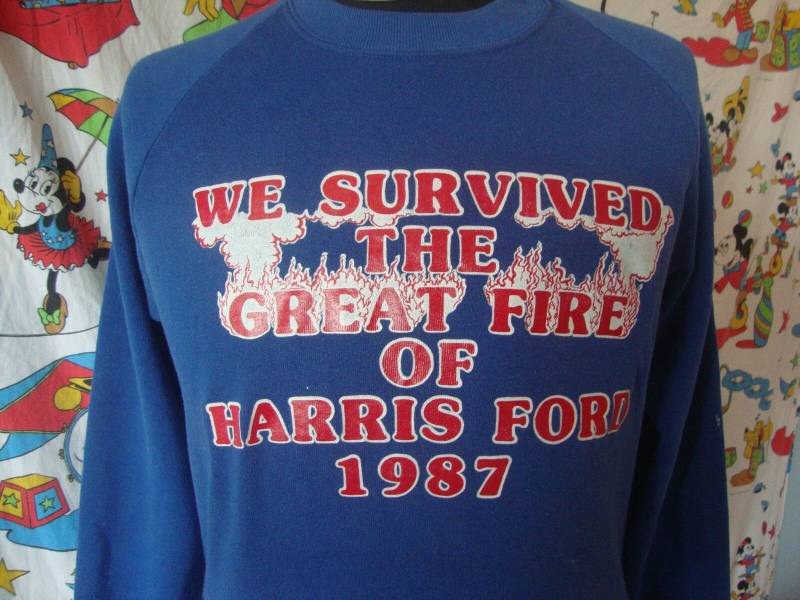 WE SURVIVED
THE
GREAT FIRE
OF
HARRIS FORD
1987